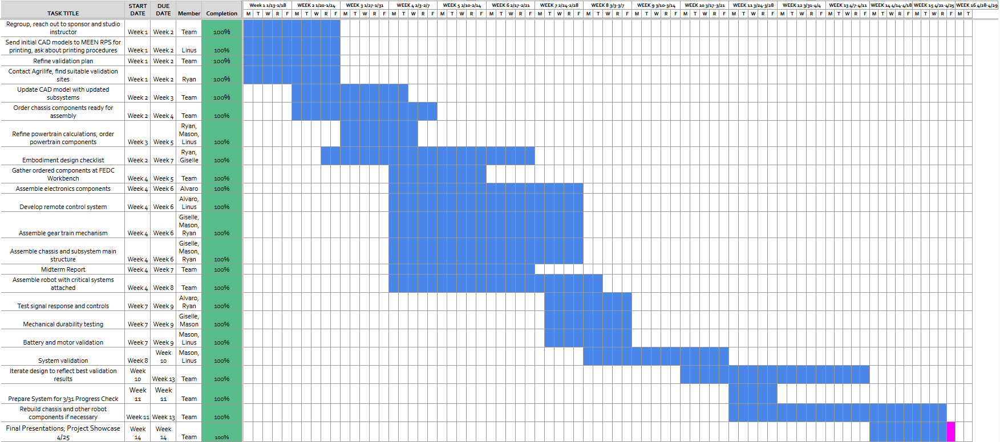 TASK TITLE START DATE DUE DATE Member Completion
Week 1 1/13-1/18 WEEK 2 1/20-1/24 WEEK 3 1/27-1/31 WEEK 4 2/3-2/7 WEEK 5 2/10-2/14 WEEK 6 2/17-2/21 WEEK 7 2/24-2/28 WEEK 8 3/3-3/7 WEEK 9 3/10-3/14 WEEK 10 3/17-3/21 WEEK 11 3/24-3/28 WEEK 12 3/31-4/4 WEEK 13 4/7-4/11 WEEK 14 4/14-4/18 WEEK 15 4/21-4/25 WEEK 16 4/28-4/29
M T W R F M T W R F M T W R F M T W R F M T W R F M T W R F M T W R F M T W R F M T W R F M T W R F M T W R F M T W R F M T W R F M T W R F M T W R F M T
Regroup, reach out to sponsor and studio
instructor Week 1 Week 2 Team 100%
Send initial CAD models to MEEN RPS for
printing, ask about printing procedures Week 1 Week 2 Linus 100%
Refine validation plan Week 1 Week 2 Team 100%
Contact Agrilife, find suitable validation
sites Week 1 Week 2 Ryan 100%
Update CAD model with updated
subsystems Week 2 Week 3 Team 100%
Order chassis components ready for
assembly Week 2 Week 4 Team 100%
Ryan,
Mason,
Refine powertrain calculations, order
powertrain components Week 3 Week 5 Linus 100%
Ryan,
Embodiment design checklist Week 2 Week 7 Giselle 100%
Gather ordered components at FEDC
Workbench Week 4 Week 5 Team 100%
Assemble electronics components Week 4 Week 6 Alvaro 100%
Alvaro,
Develop remote control system Week 4 Week 6 Linus 100%
Giselle,
Mason,
Assemble gear train mechanism Week 4 Week 6 Ryan 100%
Giselle,
Assemble chassis and subsystem main Mason,
structure Week 4 Week 6 Ryan 100%
Midterm Report Week 4 Week 7 Team 100%
Assemble robot with critical systems
attached Week 4 Week 8 Team 100%
Alvaro,
Test signal response and controls Week 7 Week 9 Ryan 100%
Giselle,
Mechanical durability testing Week 7 Week 9 Mason 100%
Mason,
Battery and motor validation Week 7 Week 9 Linus 100%
Week Mason,
System validation Week 8 10 Linus 100%
Iterate design to reflect best validation Week
results 10 Week 13 Team 100%
Week Week
Prepare System for 3/31 Progress Check 11 11 Team 100%
Rebuild chassis and other robot
components if necessary Week 11 Week 13 Team 100%
Final Presentations; Project Showcase Week Week
4/25 14 14 Team 100%